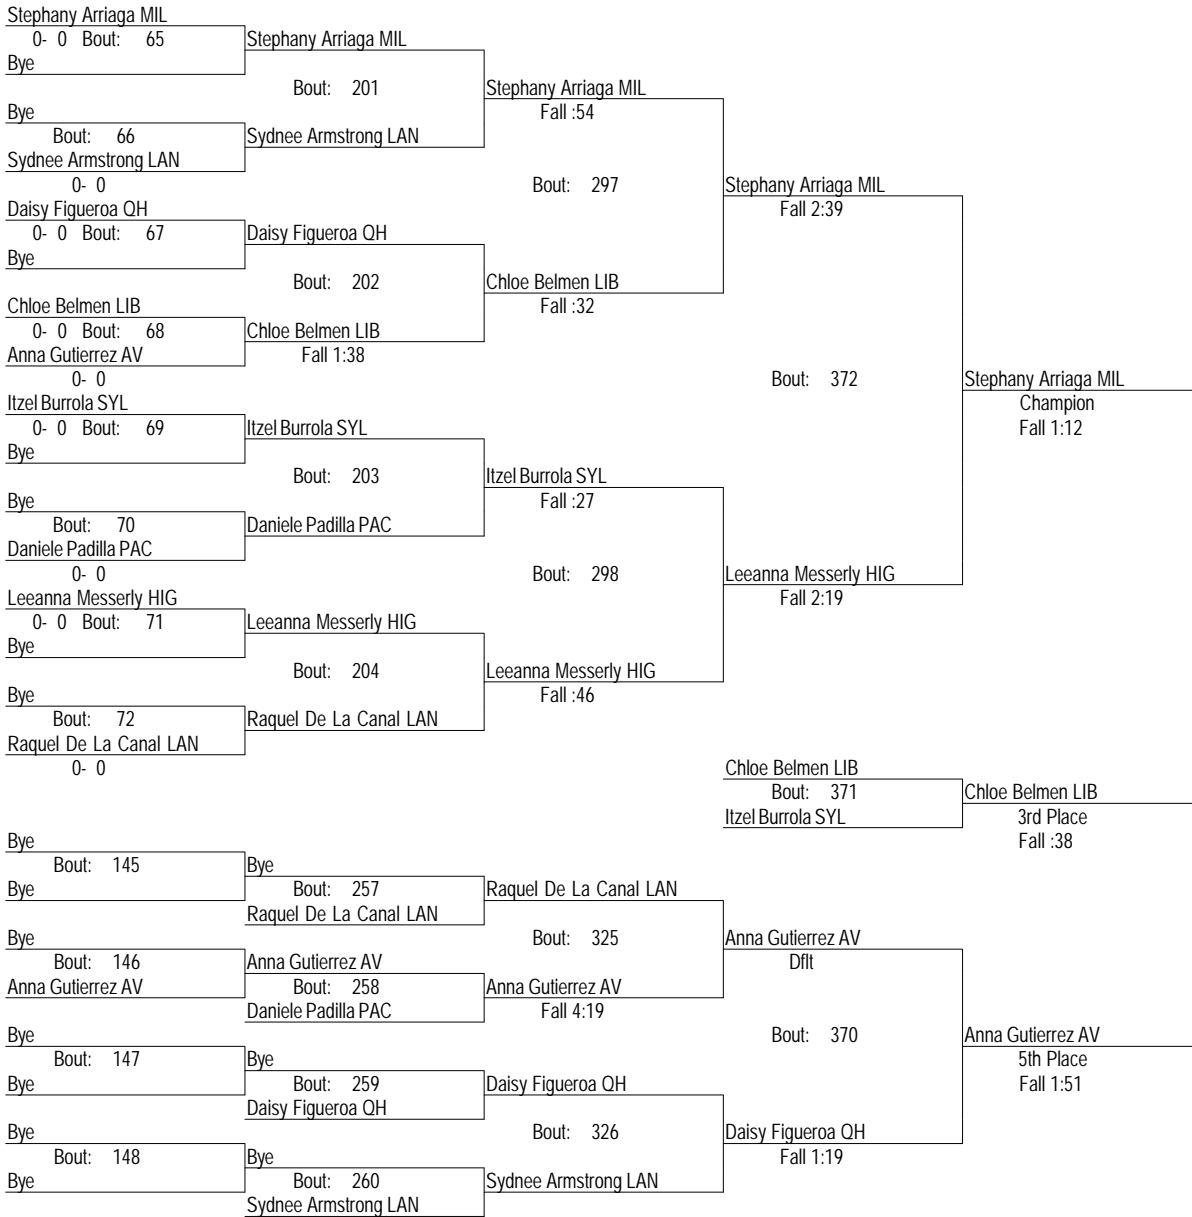 Stephany Arriaga MIL
0- 0 Bout: 65
Bye
Bye
Bout: 66
Sydnee Armstrong LAN
0- 0
Daisy Figueroa QH
0- 0 Bout: 67
Bye
Chloe Belmen LIB
0- 0 Bout: 68
Anna Gutierrez AV
0- 0
Itzel Burrola SYL
0- 0 Bout: 69
Bye
Bye
Bout: 70
Daniele Padilla PAC
0- 0
Leeanna Messerly HIG
0- 0 Bout: 71
Bye
Bye
Bout: 72
Raquel De La Canal LAN
0- 0
Stephany Arriaga MIL
Bout: 201
Sydnee Armstrong LAN
Daisy Figueroa QH
Bout: 202
Chloe Belmen LIB
Fall 1:38
Itzel Burrola SYL
Bout: 203
Daniele Padilla PAC
Leeanna Messerly HIG
Bout: 204
Raquel De La Canal LAN
Stephany Arriaga MIL
Fall :54
Bout: 297
Chloe Belmen LIB
Fall :32
Itzel Burrola SYL
Fall :27
Bout: 298
Leeanna Messerly HIG
Fall :46
Stephany Arriaga MIL
Fall 2:39
Bout: 372
Leeanna Messerly HIG
Fall 2:19
Stephany Arriaga MIL
Champion
Fall 1:12
Chloe Belmen LIB
Bout: 371
Itzel Burrola SYL
Chloe Belmen LIB
3rd Place
Fall :38
Bye
Bout: 145
Bye
Bye
Bout: 146
Anna Gutierrez AV
Bye
Bout: 147
Bye
Bye
Bout: 148
Bye
Bye
Bout: 257
Raquel De La Canal LAN
Anna Gutierrez AV
Bout: 258
Daniele Padilla PAC
Bye
Bout: 259
Daisy Figueroa QH
Bye
Bout: 260
Sydnee Armstrong LAN
Raquel De La Canal LAN
Bout: 325
Anna Gutierrez AV
Fall 4:19
Daisy Figueroa QH
Bout: 326
Sydnee Armstrong LAN
Anna Gutierrez AV
Dflt
Bout: 370
Daisy Figueroa QH
Fall 1:19
Anna Gutierrez AV
5th Place
Fall 1:51